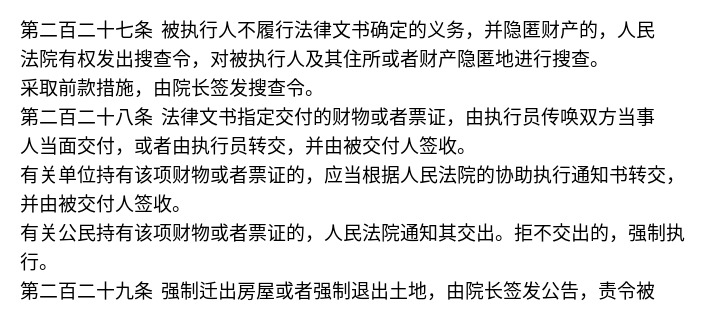 第二百二十七条 被执行人不履行法律文书确定的义务，并隐匿财产的，人民
法院有权发出搜查令，对被执行人及其住所或者财产隐匿地进行搜查。
采取前款措施，由院长签发搜查令。
第二百二十八条 法律文书指定交付的财物或者票证，由执行员传唤双方当事
人当面交付，或者由执行员转交，并由被交付人签收。
有关单位持有该项财物或者票证的，应当根据人民法院的协助执行通知书转交，
并由被交付人签收。
有关公民持有该项财物或者票证的，人民法院通知其交出。拒不交出的，强制执
行。
第二百二十九条 强制迁出房屋或者强制退出土地，由院长签发公告，责令被